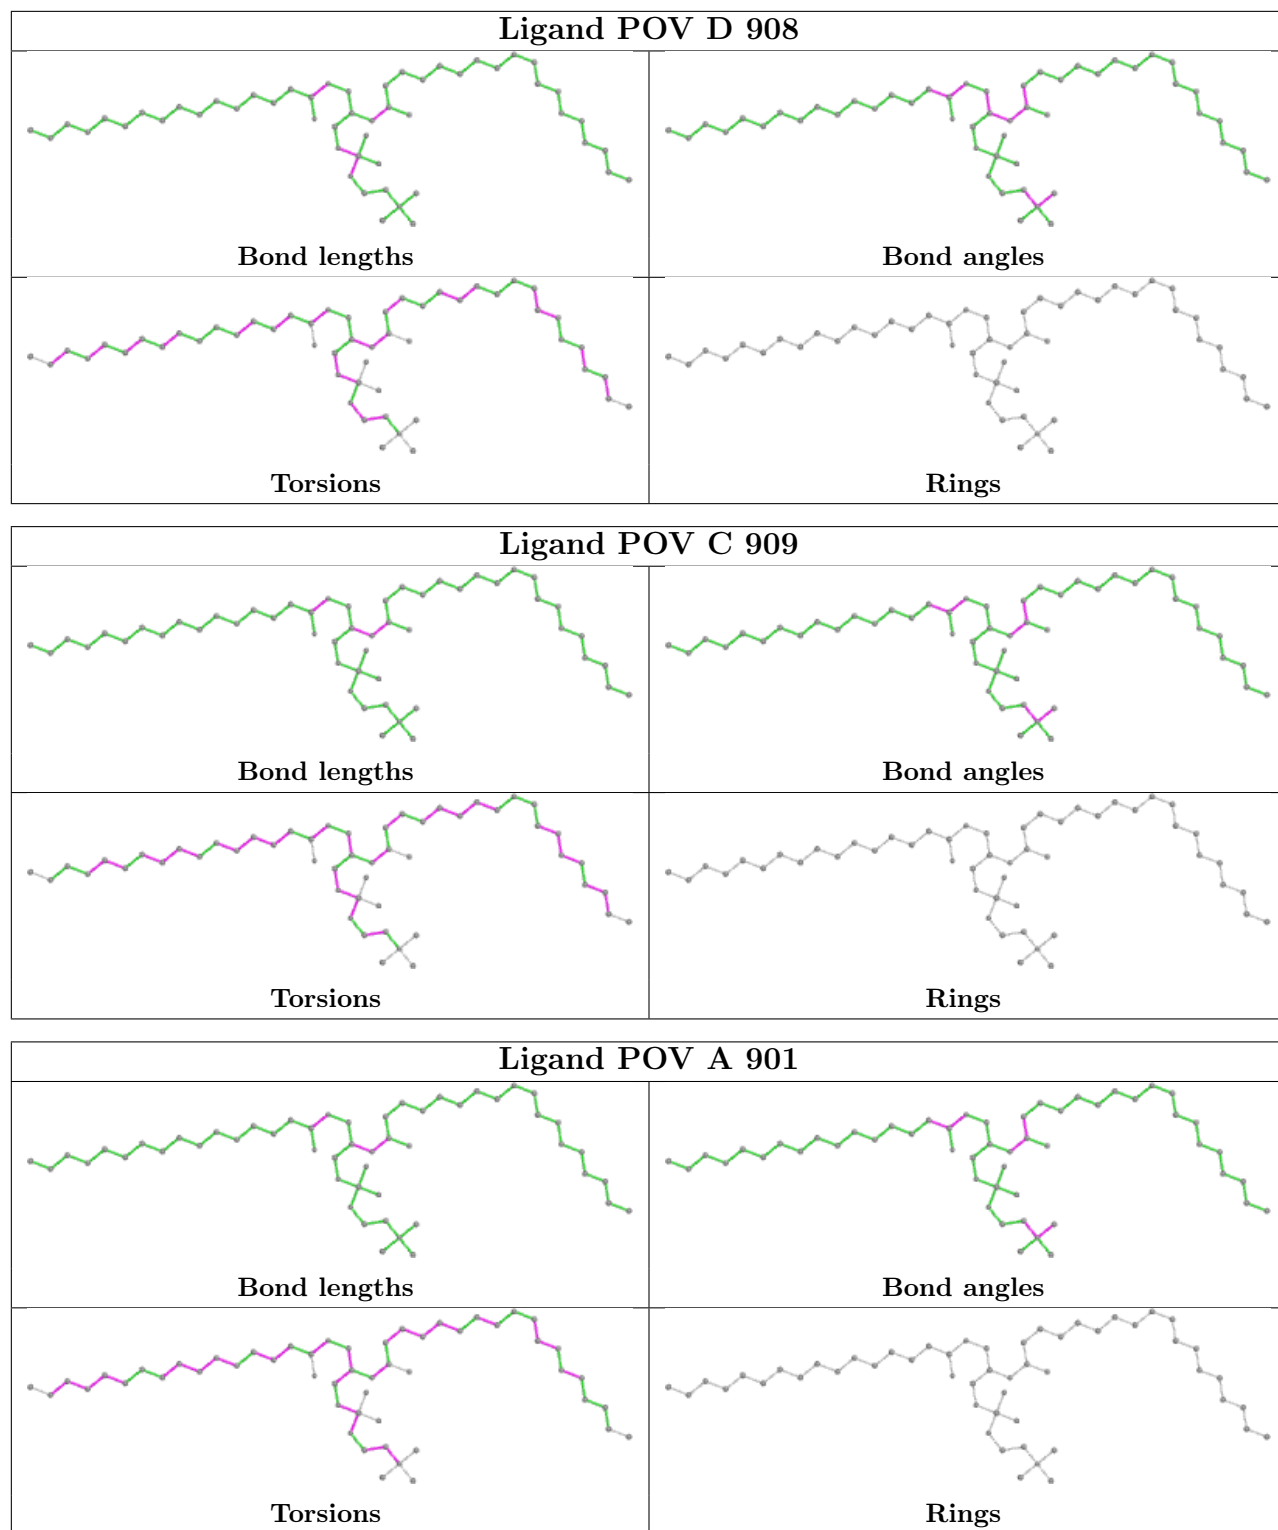 Ligand POV D 908
Bond lengths
Bond angles
Torsions
Rings
Ligand POV C 909
Bond lengths
Bond angles
Torsions
Rings
Ligand POV A 901
Bond lengths
Bond angles
Torsions
Rings